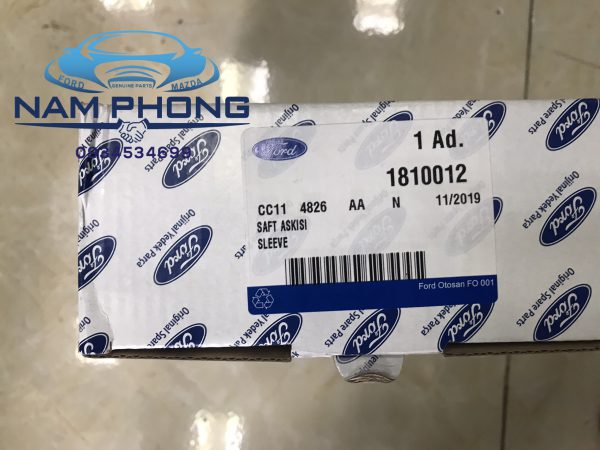 FORD
GENUINE PARTS
MAZDA
NAM PHONG
0964534699
Ford
1 Ad.
1810012
CC11 4826 AA N 11/2019
SAFT ASKISI
SLEEVE
Ford Otosan FO 001
Orijinal Yedek Parça
Original Spare Parts
Ford